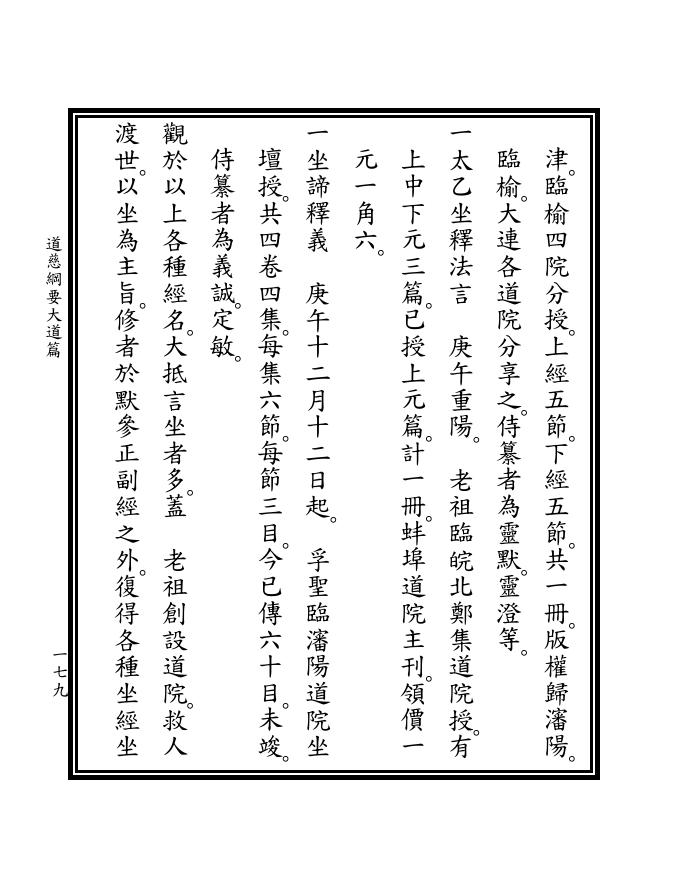 津。臨榆四院分授。上經五節。下經五節。共一冊。版權歸瀋陽。
臨榆。大連各道院分享之。侍纂者為靈默。靈澄等。
一太乙坐釋法言　庚午重陽。　老祖臨皖北鄭集道院授。有
上中下元三篇。已授上元篇。計一冊。蚌埠道院主刊。領價一
元一角六。
一坐諦釋義　庚午十二月十二日起。　孚聖臨瀋陽道院坐
壇授。共四卷四集。每集六節。每節三目。今已傳六十目。未竣。
侍纂者為義誠。定敏。
觀於以上各種經名。大抵言坐者多。蓋　老祖創設道院。救人
渡世。以坐為主旨。修者於默參正副經之外。復得各種坐經坐
道慈綱要大道篇
一七九